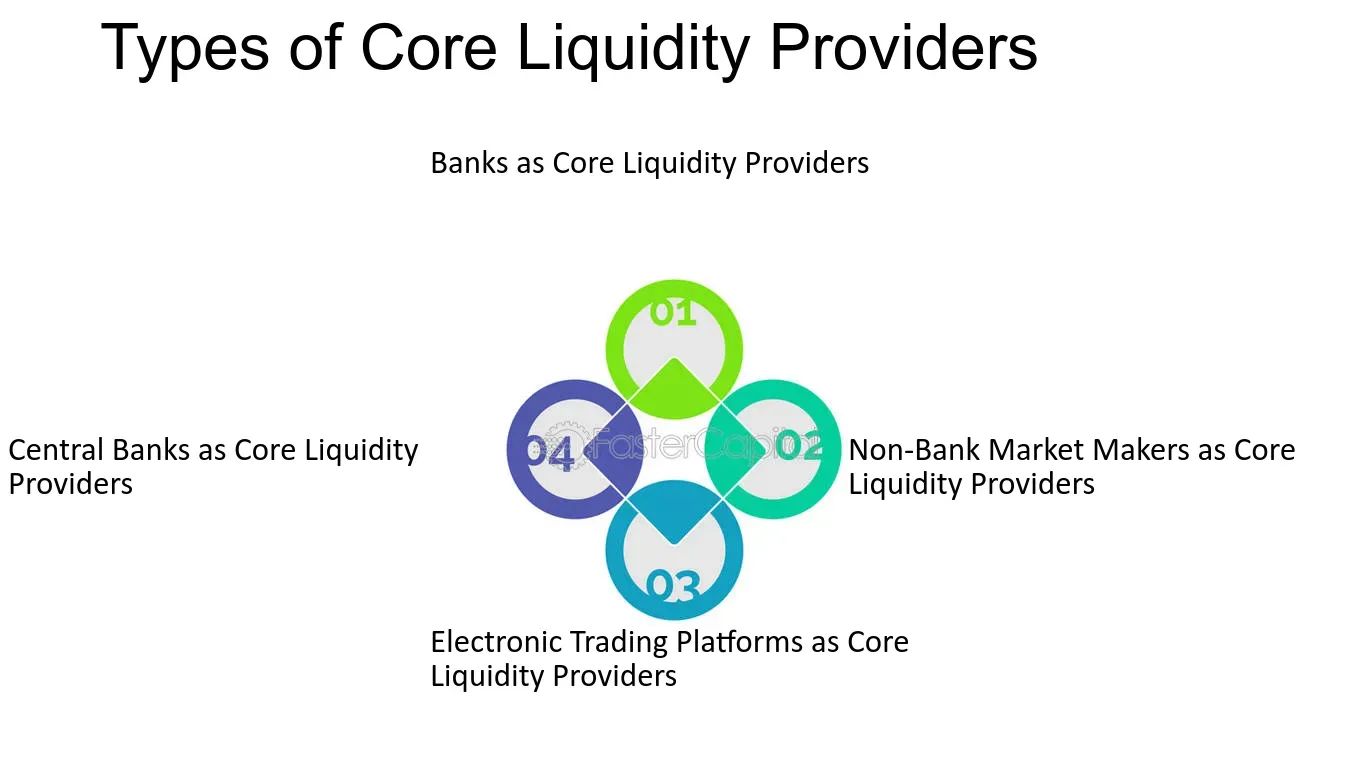 Types of Core Liquidity Providers
Banks as Core Liquidity Providers
01
Central Banks as Core Liquidity
Providers
04
FasterCapital
02
Non-Bank Market Makers as Core
Liquidity Providers
03
Electronic Trading Platforms as Core
Liquidity Providers